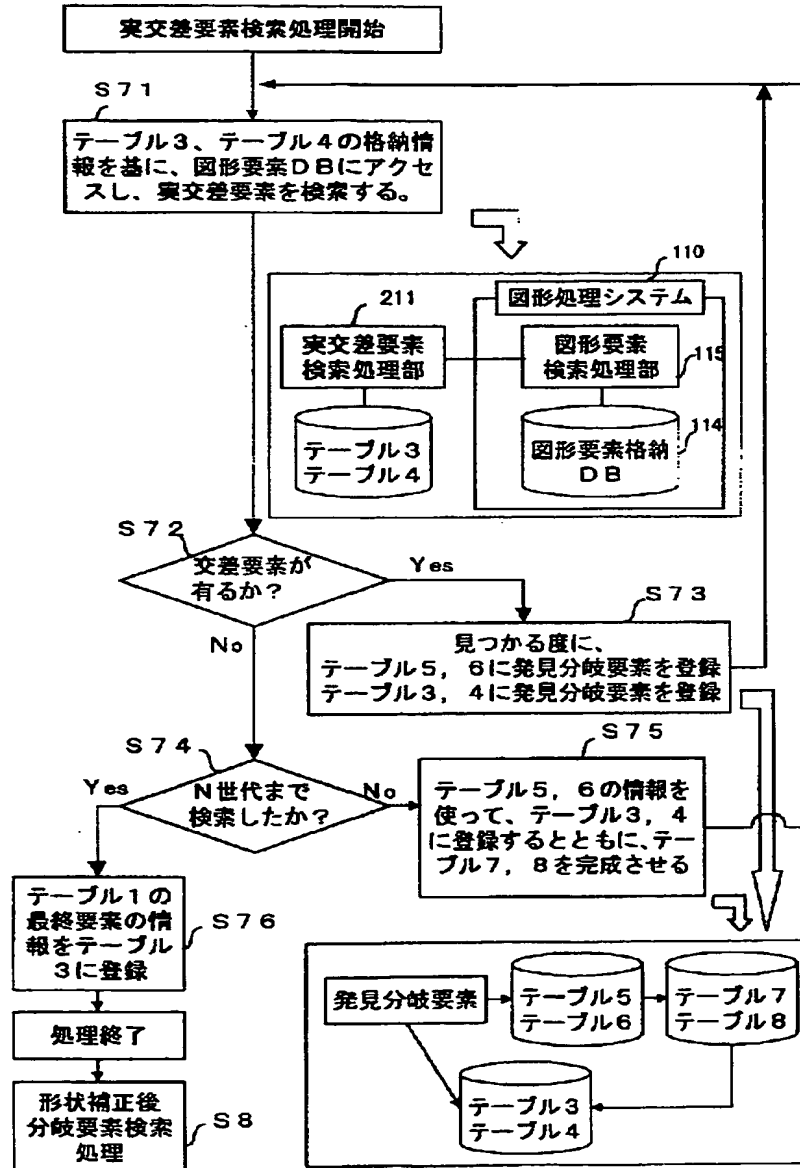 実交差要素検索処理開始
S71
テーブル3、テーブル4の格納情
報を基に、図形要素DBにアクセ
スし、実交差要素を検索する。
110
図形処理システム
211
実交差要素
検索処理部
図形要素
検索処理部
115
テーブル3
テーブル4
図形要素格納
DB
114
S72
交差要素が
有るか?
Yes
No
S73
見つかる度に、
テーブル5,6に発見分岐要素を登録
テーブル3,4に発見分岐要素を登録
S74
N世代まで
検索したか?
Yes
No
S75
テーブル5,6の情報を
使って、テーブル3,4
に登録するとともに、テー
ブル7,8を完成させる
テーブル1の
最終要素の情
報をテーブル
3に登録
S76
処理終了
形状補正後
分岐要素検索
処理
S8
発見分岐要素
テーブル5
テーブル6
テーブル7
テーブル8
テーブル3
テーブル4